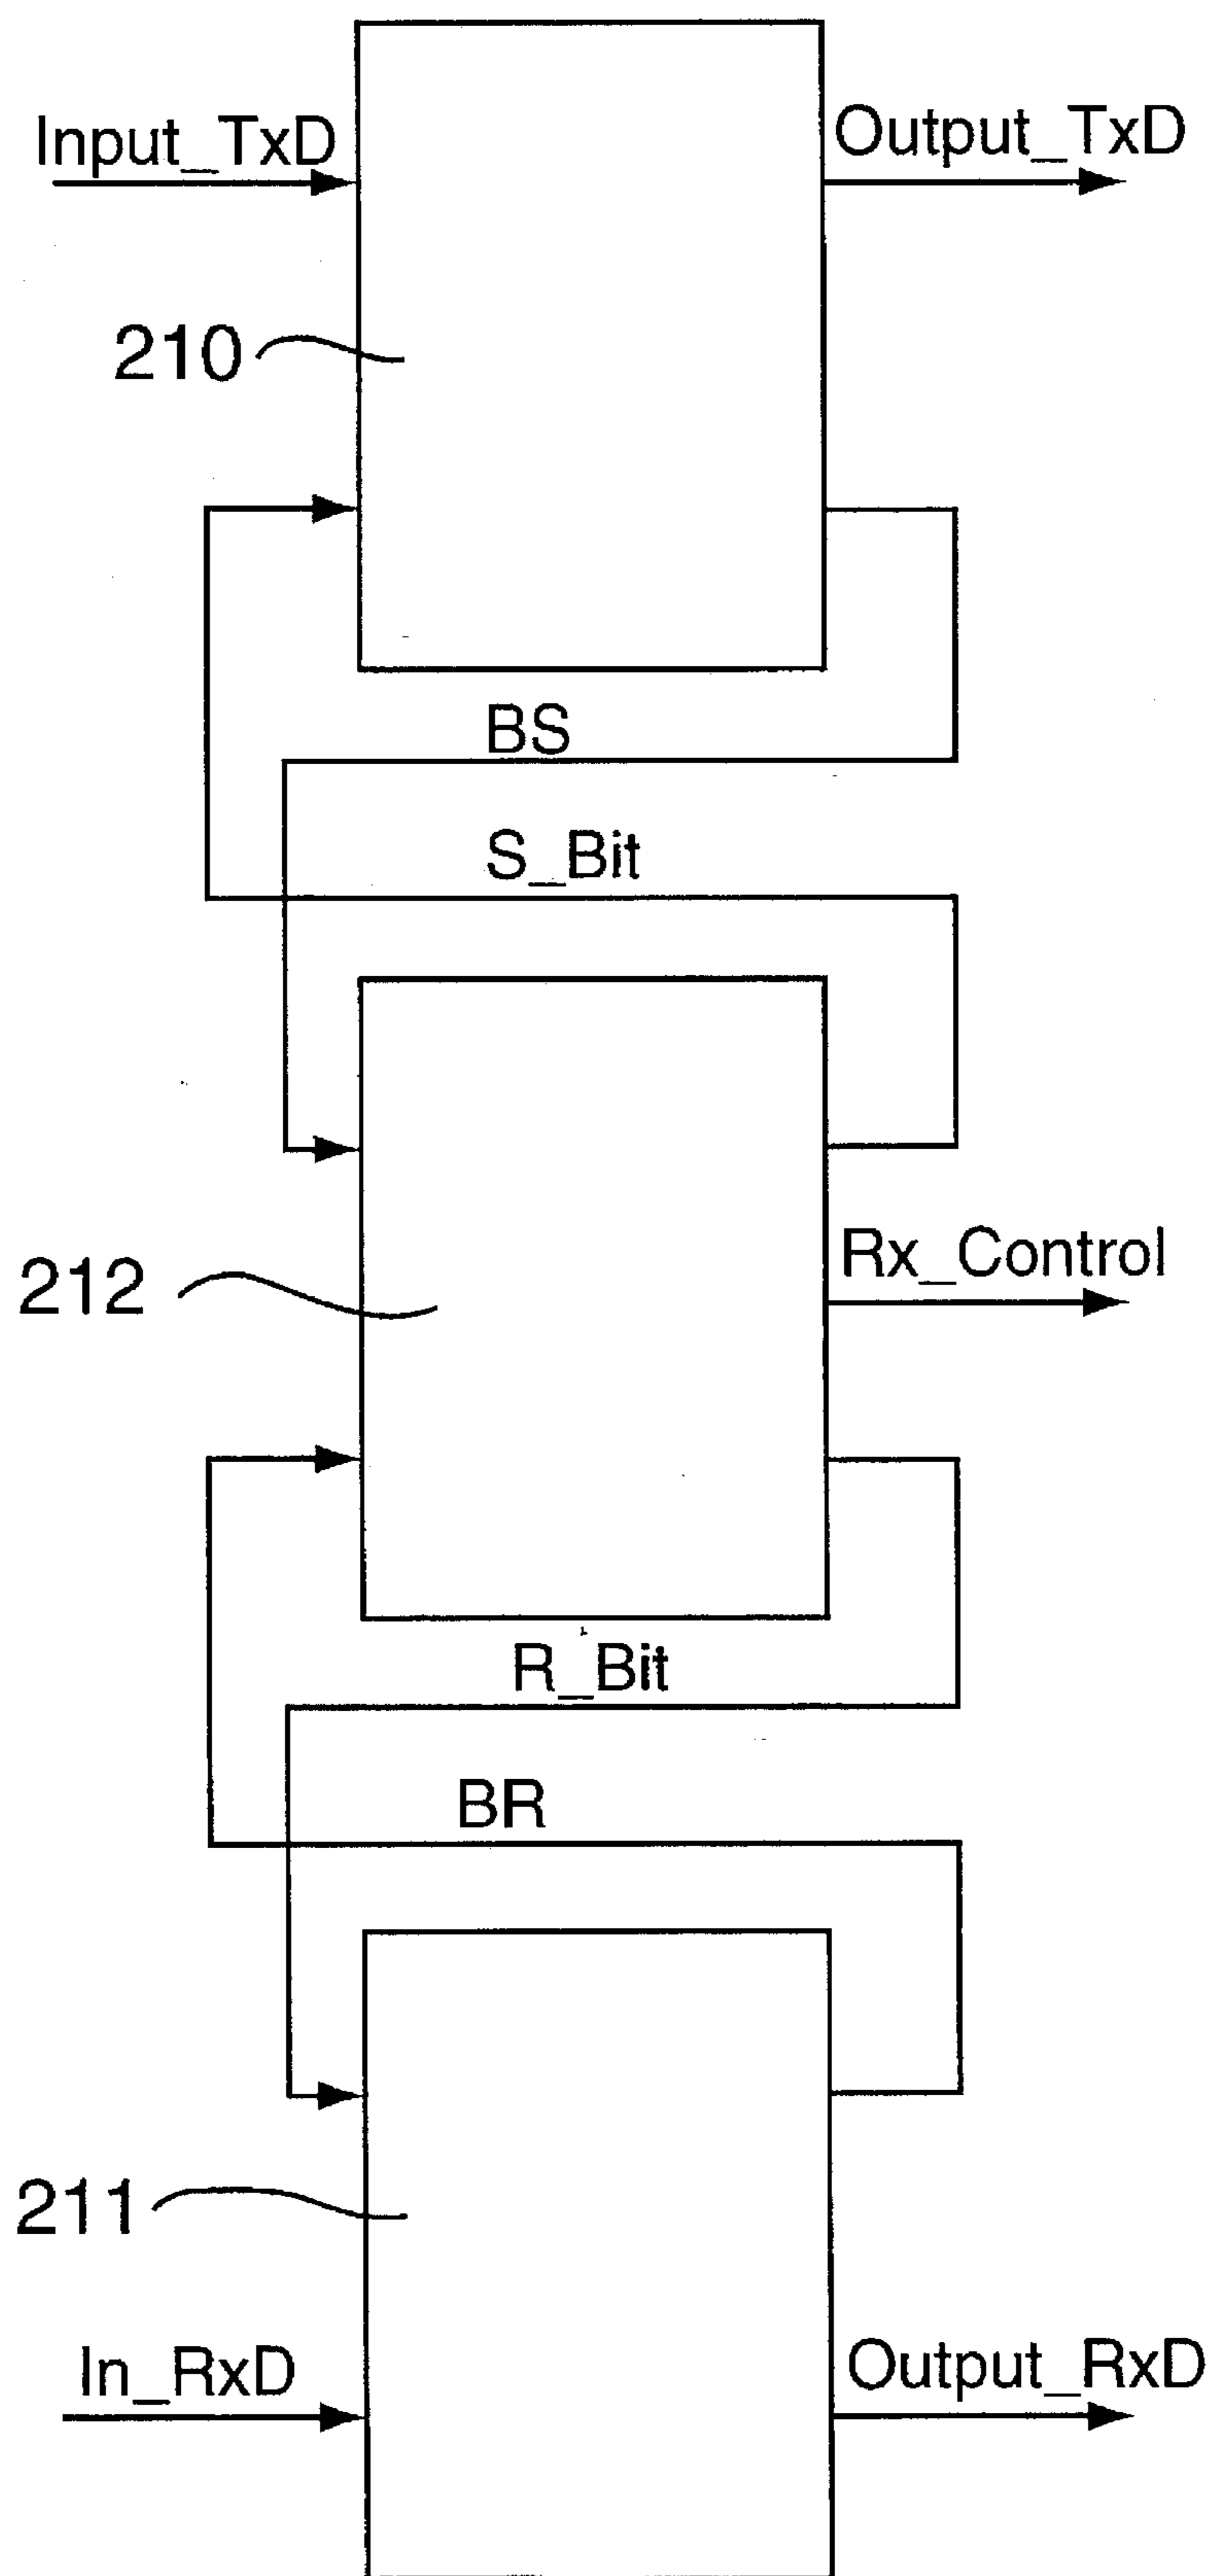 Input_TxD
Output_TxD
210
BS
S_Bit
Rx_Control
212
R_Bit
BR
211
In_RxD
Output_RxD